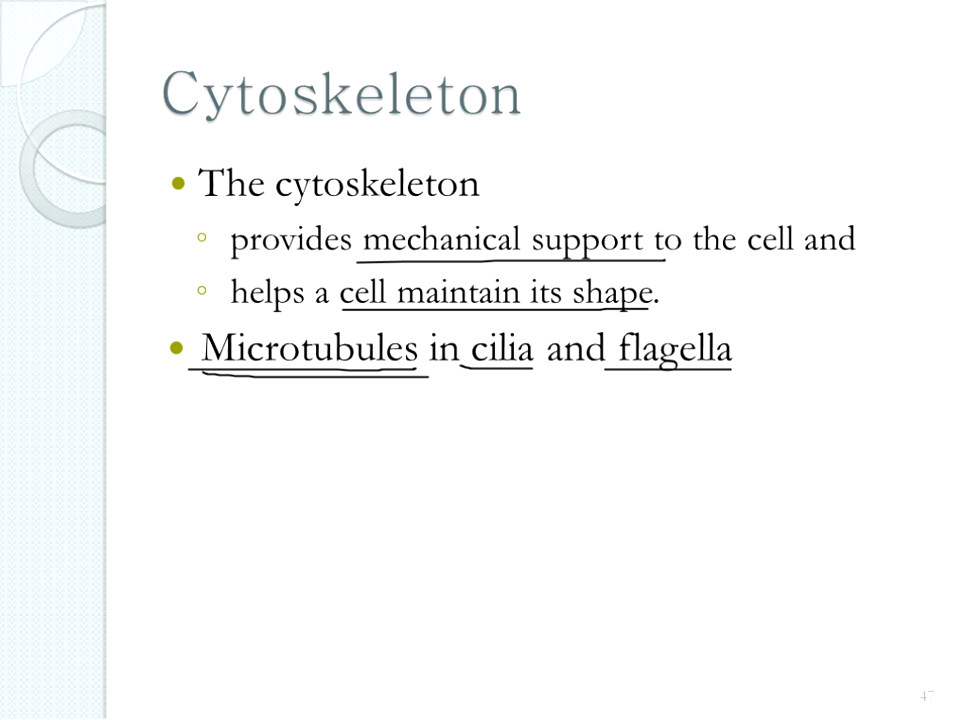 Cytoskeleton
• The cytoskeleton
◦ provides mechanical support to the cell and
◦ helps a cell maintain its shape.
• Microtubules in cilia and flagella